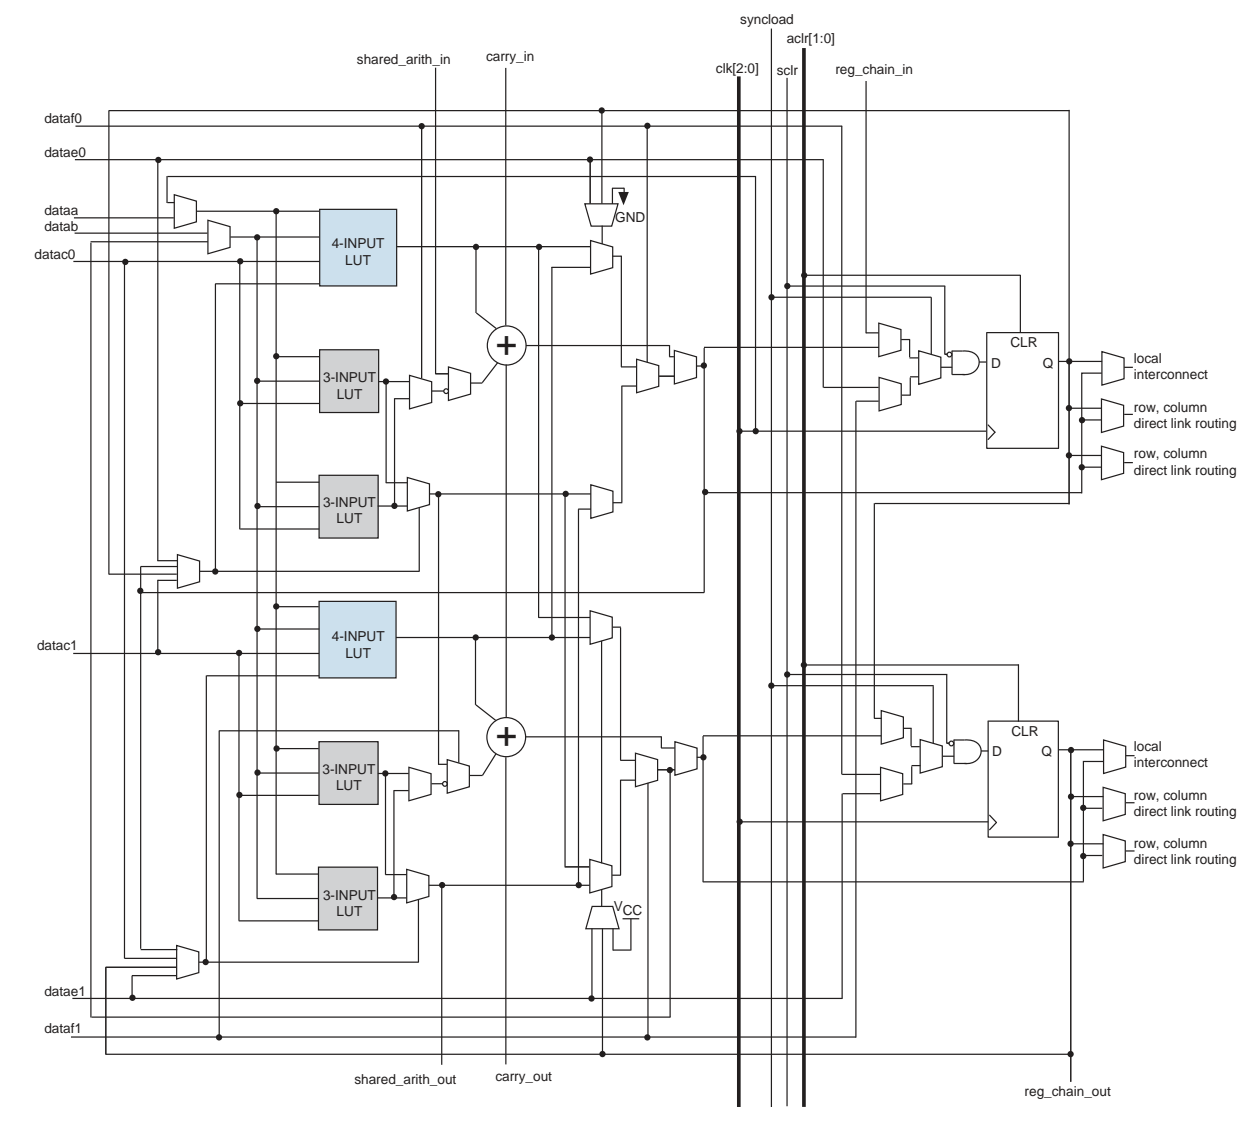 syncload
aclr[1:0]
shared_arith_in
carry_in
clk[2:0]
sclr
reg_chain_in
dataf0
datae0
dataa
datab
datac0
GND
4-INPUT
LUT
+
CLR
D
Q
local
interconnect
3-INPUT
LUT
row, column
direct link routing
row, column
direct link routing
3-INPUT
LUT
datac1
4-INPUT
LUT
+
CLR
D
Q
local
interconnect
3-INPUT
LUT
row, column
direct link routing
row, column
direct link routing
3-INPUT
LUT
VCC
datae1
dataf1
shared_arith_out
carry_out
reg_chain_out